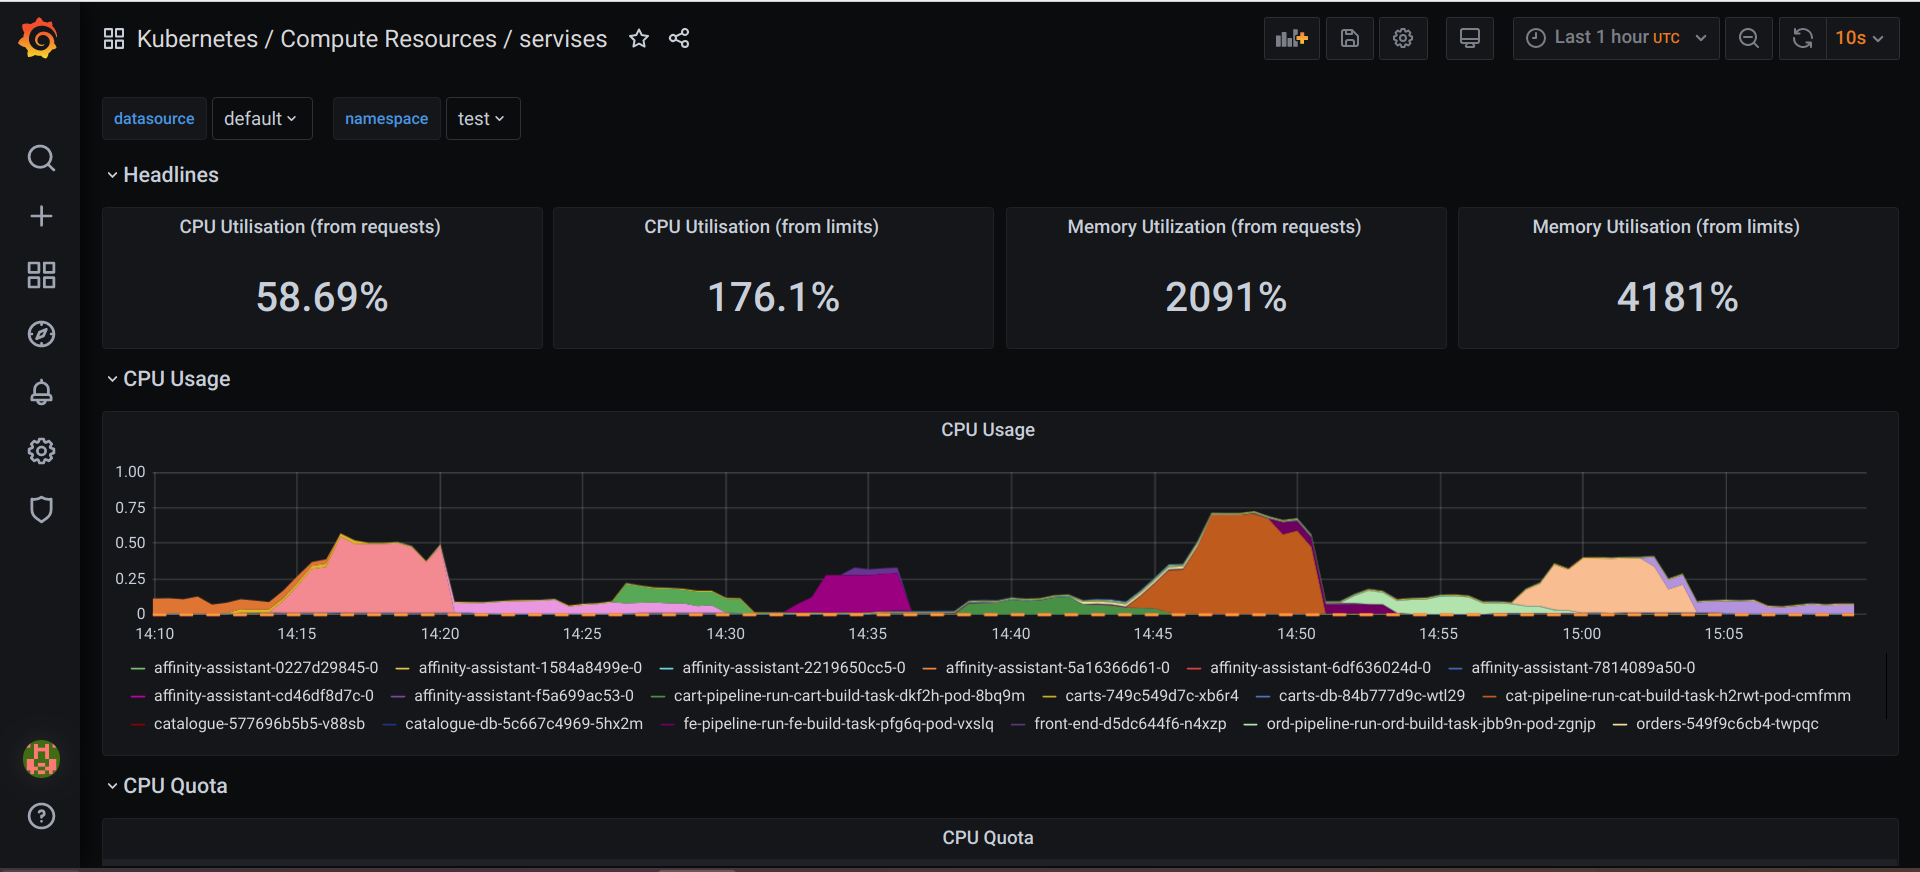 Kubernetes / Compute Resources / servises
Last 1 hour UTC
10s
datasource default namespace test
Headlines
CPU Utilisation (from requests)
58.69%
CPU Utilisation (from limits)
176.1%
Memory Utilization (from requests)
2091%
Memory Utilisation (from limits)
4181%
CPU Usage
CPU Usage
1.00
0.75
0.50
0.25
0
14:10 14:15 14:20 14:25 14:30 14:35 14:40 14:45 14:50 14:55 15:00 15:05
affinity-assistant-0227d29845-0 affinity-assistant-1584a8499e-0 affinity-assistant-2219650cc5-0 affinity-assistant-5a16366d61-0 affinity-assistant-6df636024d-0 affinity-assistant-7814089a50-0
affinity-assistant-cd46df8d7c-0 affinity-assistant-f5a699ac53-0 cart-pipeline-run-cart-build-task-dkf2h-pod-8bq9m carts-749c549d7c-xb6r4 carts-db-84b777d9c-wtl29 cat-pipeline-run-cat-build-task-h2rwt-pod-cmfmm
catalogue-577696b5b5-v88sb catalogue-db-5c667c4969-5hx2m fe-pipeline-run-fe-build-task-pfg6q-pod-vxslq front-end-d5dc644f6-n4xzp ord-pipeline-run-ord-build-task-jbb9n-pod-zgnjp orders-549f9c6cb4-twpqc
CPU Quota
CPU Quota